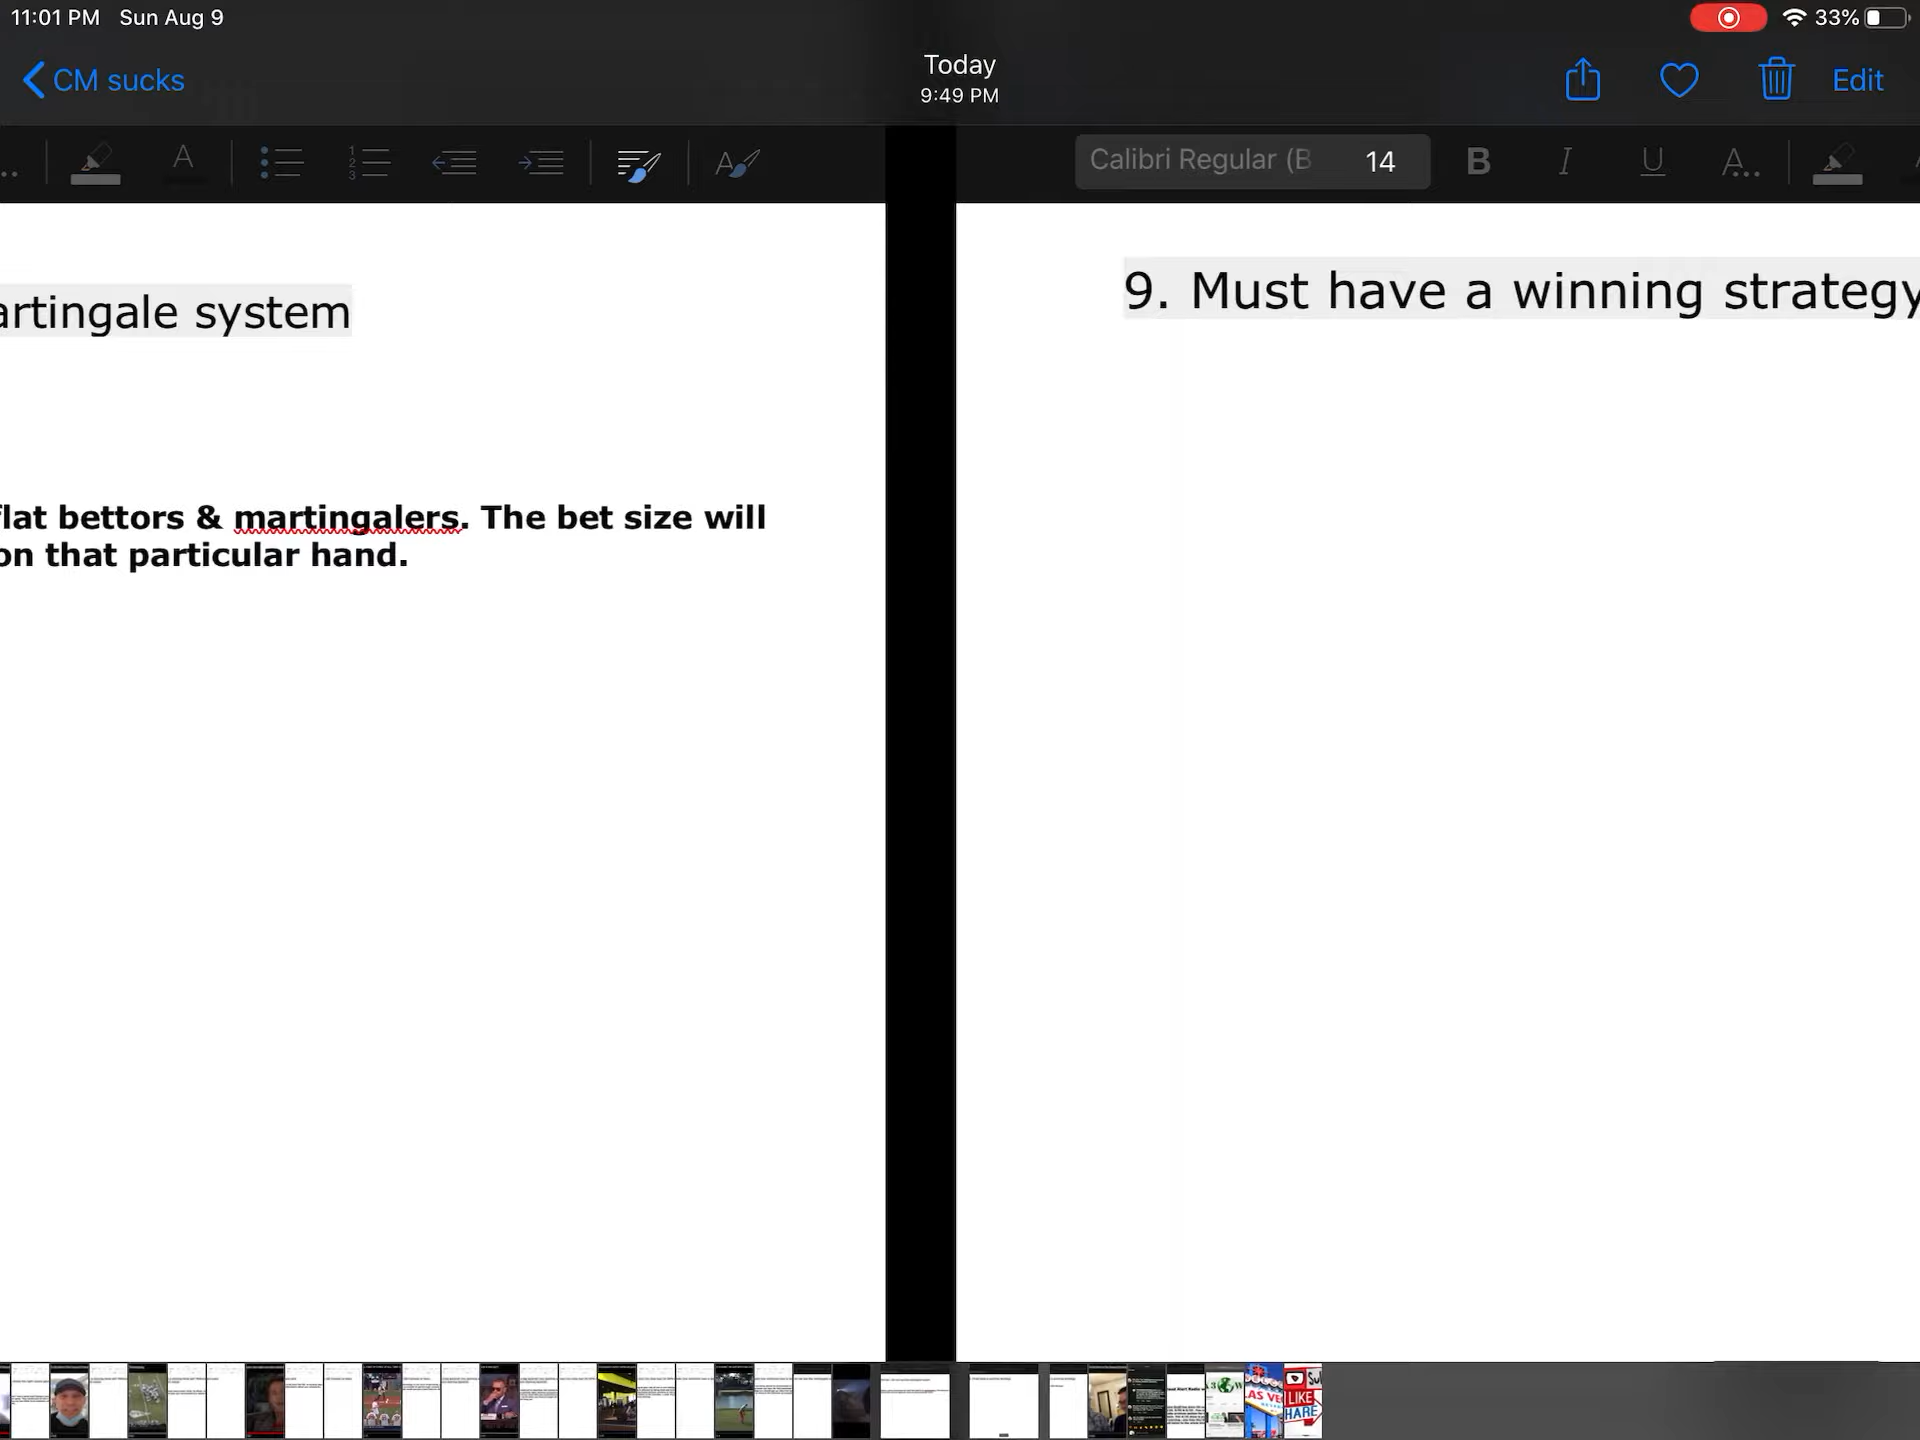 11:01 PM Sun Aug 9
33%
CM sucks
Today
9:49 PM
Edit
Calibri Regular (B 14 B I U A...
artingale system
9. Must have a winning strategy
flat bettors & martingalers. The bet size will
on that particular hand.
LIKE